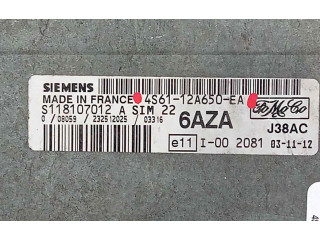 SIEMENS
MADE IN FRANCE 4S61-12A650-EA FoMoCo
S118107012 A SIM 22 6AZA J38AC
0 / 08059 / 232512025 / 03316
e11 I-00 2081 03-11-12